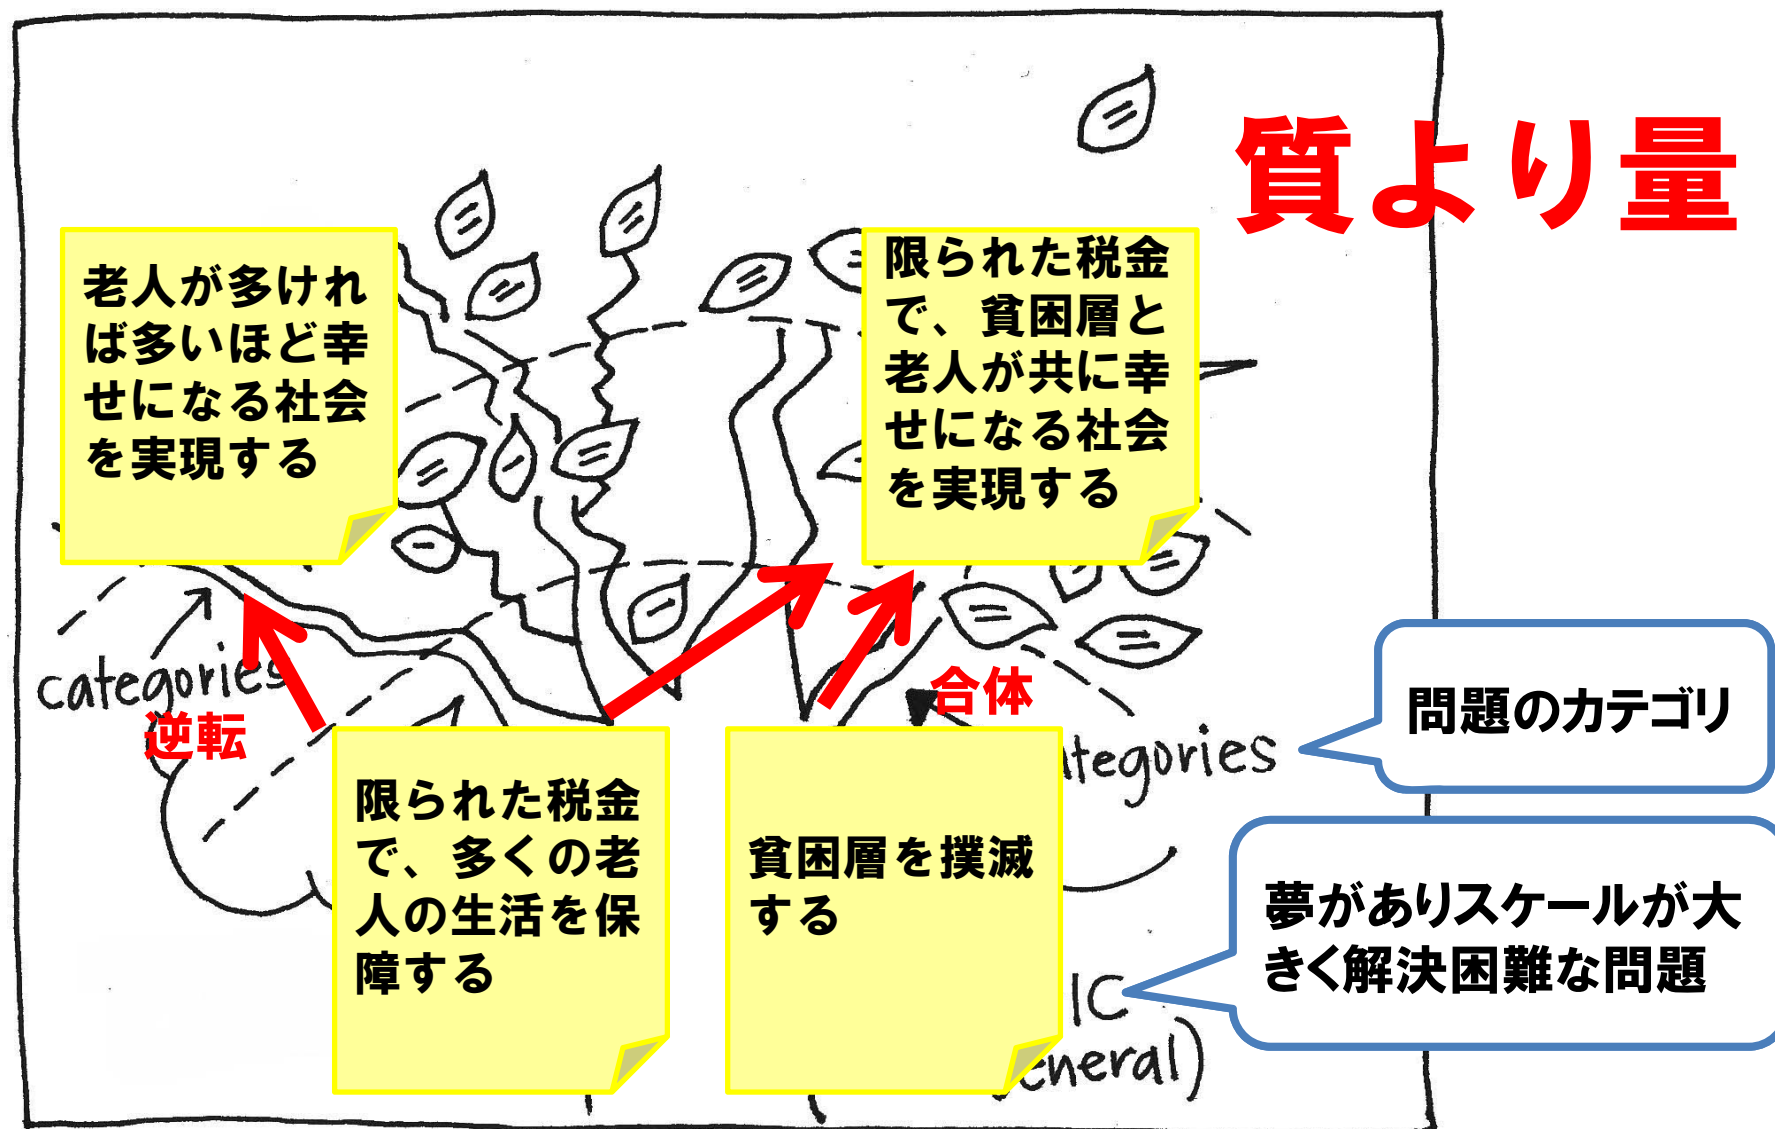 質より量
老人が多けれ
ば多いほど幸
せになる社会
を実現する
限られた税金
で、貧困層と
老人が共に幸
せになる社会
を実現する
categories
逆転
合体
限られた税金
で、多くの老
人の生活を保
障する
貧困層を撲滅
する
tegories
問題のカテゴリ
夢がありスケールが大
きく解決困難な問題
IC
eneral)